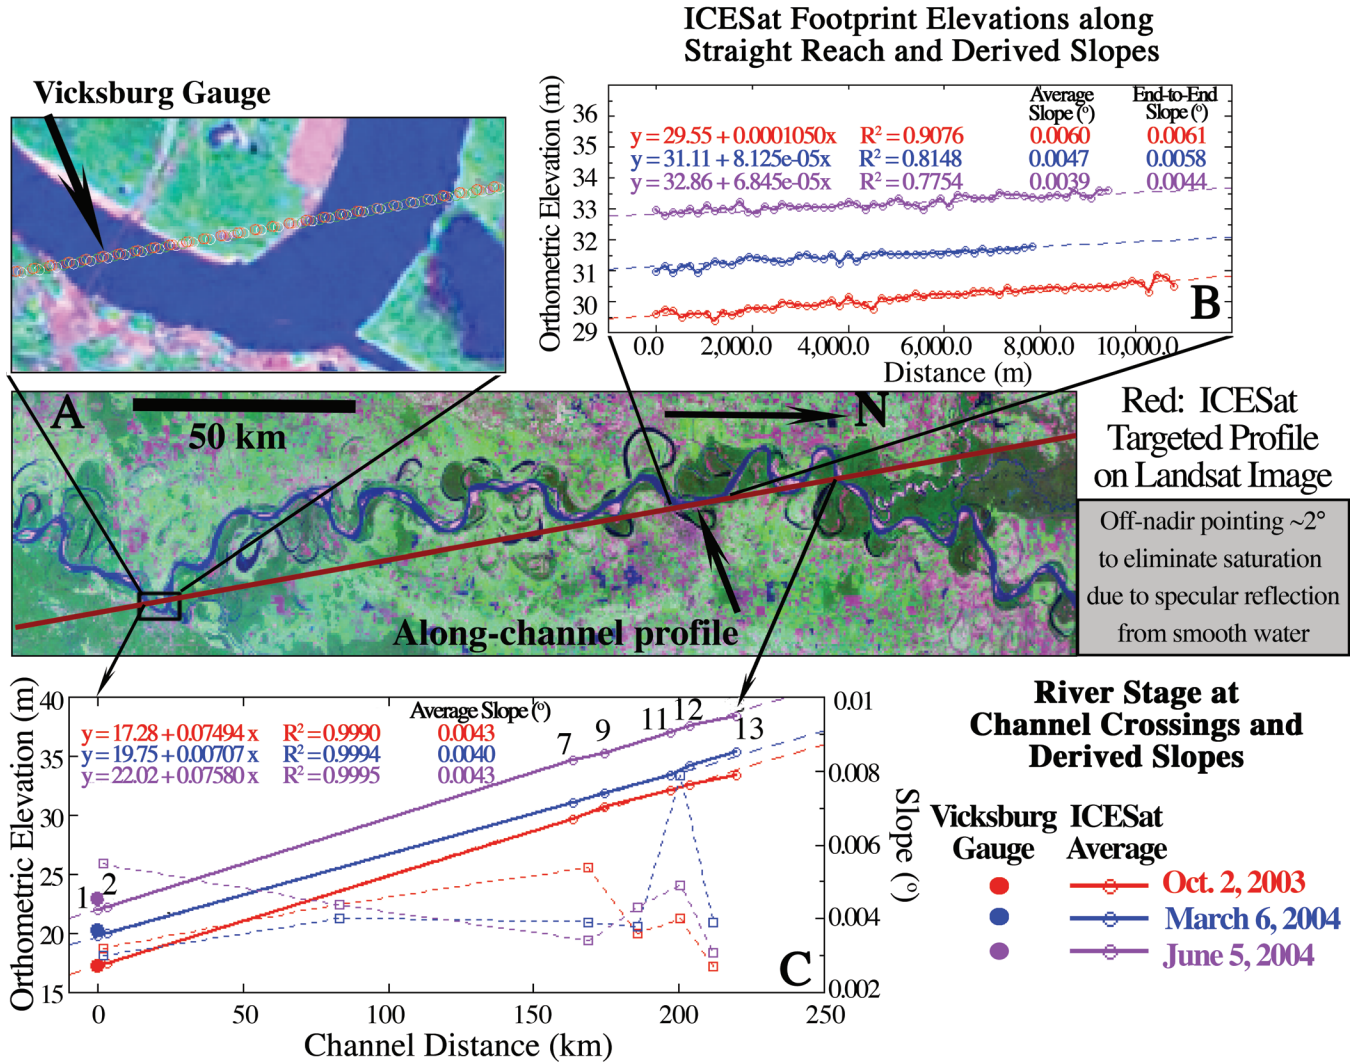 ICESat Footprint Elevations along
Straight Reach and Derived Slopes
Vicksburg Gauge
Orthometric Elevation (m)
36
35
34
33
32
31
30
29
Average
Slope (°)
End-to-End
Slope (°)
y = 29.55 + 0.0001050x R² = 0.9076 0.0060 0.0061
y = 31.11 + 8.125e-05x R² = 0.8148 0.0047 0.0058
y = 32.86 + 6.845e-05x R² = 0.7754 0.0039 0.0044
B
0.0 2,000.0 4,000.0 6,000.0 8,000.0 10,000.0
Distance (m)
A
50 km
N
Along-channel profile
Red: ICESat
Targeted Profile
on Landsat Image
Off-nadir pointing ~2°
to eliminate saturation
due to specular reflection
from smooth water
Orthometric Elevation (m)
40
35
30
25
20
15
Average Slope (°)
y = 17.28 + 0.07494 x R² = 0.9990 0.0043
y = 19.75 + 0.00707 x R² = 0.9994 0.0040
y = 22.02 + 0.07580 x R² = 0.9995 0.0043
1 2
7
9
11
12
13
C
0.01
0.008
0.006
0.004
0.002
Slope (°)
0 50 100 150 200 250
Channel Distance (km)
River Stage at
Channel Crossings and
Derived Slopes
Vicksburg
Gauge
ICESat
Average
Oct. 2, 2003
March 6, 2004
June 5, 2004